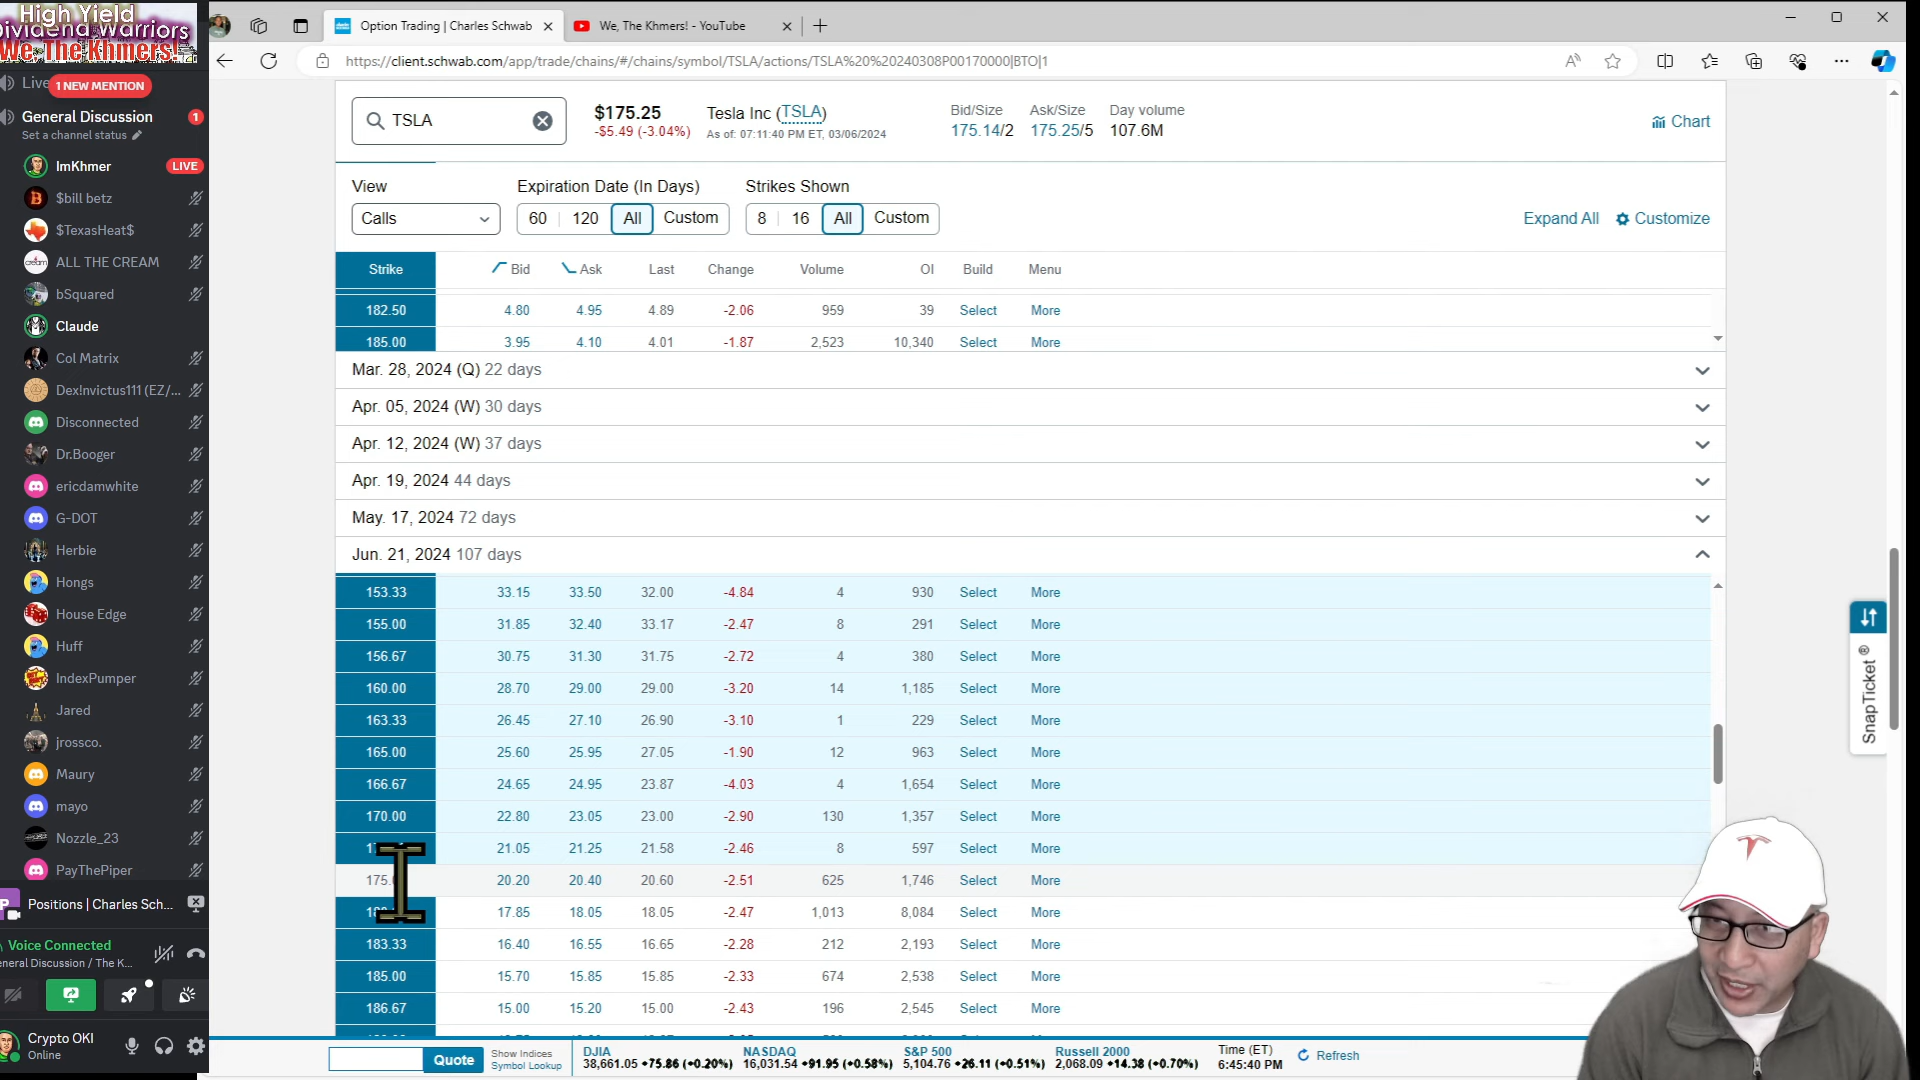 High Yield
Dividend Warriors
We The Khmers!
Live
1 NEW MENTION
General Discussion 1
Set a channel status
ImKhmer LIVE
$bill betz
$TexasHeat$
ALL THE CREAM
bSquared
Claude
Col Matrix
Dex!nvictus111 (EZ/...
Disconnected
Dr.Booger
ericdamwhite
G-DOT
Herbie
Hongs
House Edge
Huff
IndexPumper
Jared
jrossco.
Maury
mayo
Nozzle_23
PayThePiper
Positions | Charles Sch...
Voice Connected
eneral Discussion / The K...
Crypto OKI
Online
Option Trading | Charles Schwab
We, The Khmers! - YouTube
https://client.schwab.com/app/trade/chains/#/chains/symbol/TSLA/actions/TSLA%20%20240308P00170000|BTO|1
TSLA
$175.25
-$5.49 (-3.04%)
Tesla Inc (TSLA)
As of: 07:11:40 PM ET, 03/06/2024
Bid/Size
175.14/2
Ask/Size
175.25/5
Day volume
107.6M
Chart
View
Calls
Expiration Date (In Days)
60 120 All Custom
Strikes Shown
8 16 All Custom
Expand All Customize
Strike Bid Ask Last Change Volume OI Build Menu
182.50 4.80 4.95 4.89 -2.06 959 39 Select More
185.00 3.95 4.10 4.01 -1.87 2,523 10,340 Select More
Mar. 28, 2024 (Q) 22 days
Apr. 05, 2024 (W) 30 days
Apr. 12, 2024 (W) 37 days
Apr. 19, 2024 44 days
May. 17, 2024 72 days
Jun. 21, 2024 107 days
153.33 33.15 33.50 32.00 -4.84 4 930 Select More
155.00 31.85 32.40 33.17 -2.47 8 291 Select More
156.67 30.75 31.30 31.75 -2.72 4 380 Select More
160.00 28.70 29.00 29.00 -3.20 14 1,185 Select More
163.33 26.45 27.10 26.90 -3.10 1 229 Select More
165.00 25.60 25.95 27.05 -1.90 12 963 Select More
166.67 24.65 24.95 23.87 -4.03 4 1,654 Select More
170.00 22.80 23.05 23.00 -2.90 130 1,357 Select More
21.05 21.25 21.58 -2.46 8 597 Select More
175. 20.20 20.40 20.60 -2.51 625 1,746 Select More
17.85 18.05 18.05 -2.47 1,013 8,084 Select More
183.33 16.40 16.55 16.65 -2.28 212 2,193 Select More
185.00 15.70 15.85 15.85 -2.33 674 2,538 Select More
186.67 15.00 15.20 15.00 -2.43 196 2,545 Select More
SnapTicket ®
Quote
Show Indices
Symbol Lookup
DJIA
38,661.05 +75.86 (+0.20%)
NASDAQ
16,031.54 +91.95 (+0.58%)
S&P 500
5,104.76 +26.11 (+0.51%)
Russell 2000
2,068.09 +14.38 (+0.70%)
Time (ET)
6:45:40 PM
Refresh